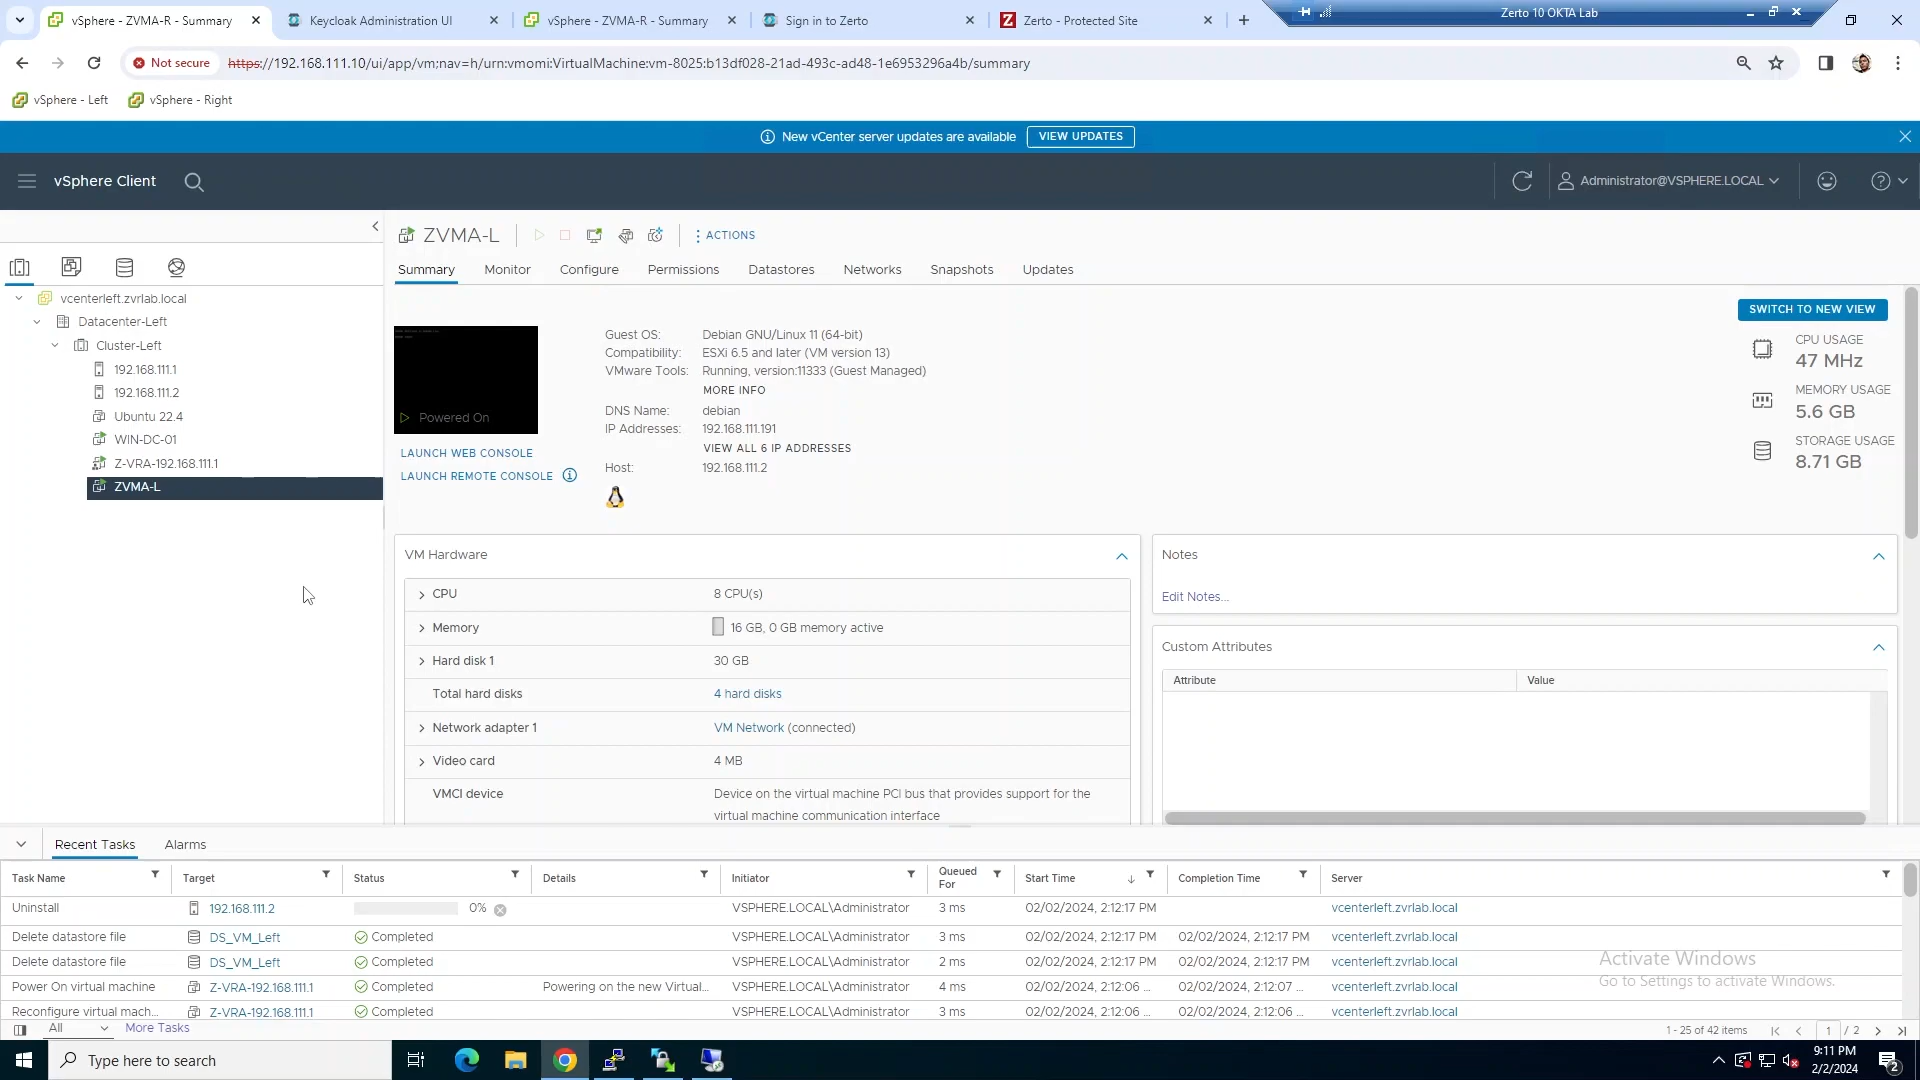 vSphere - ZVMA-R - Summary
Keycloak Administration UI
vSphere - ZVMA-R - Summary
Sign in to Zerto
Zerto - Protected Site
Zerto 10 OKTA Lab
Not secure
https://192.168.111.10/ui/app/vm;nav=h/urn:vmomi:VirtualMachine:vm-8025:b13df028-21ad-493c-ad48-1e6953296a4b/summary
vSphere - Left
vSphere - Right
New vCenter server updates are available
VIEW UPDATES
vSphere Client
Administrator@VSPHERE.LOCAL
ZVMA-L
ACTIONS
Summary
Monitor
Configure
Permissions
Datastores
Networks
Snapshots
Updates
vcenterleft.zvrlab.local
Datacenter-Left
Cluster-Left
192.168.111.1
192.168.111.2
Ubuntu 22.4
WIN-DC-01
Z-VRA-192.168.111.1
ZVMA-L
Powered On
LAUNCH WEB CONSOLE
LAUNCH REMOTE CONSOLE
Guest OS: Debian GNU/Linux 11 (64-bit)
Compatibility: ESXi 6.5 and later (VM version 13)
VMware Tools: Running, version:11333 (Guest Managed)
MORE INFO
DNS Name: debian
IP Addresses: 192.168.111.191
VIEW ALL 6 IP ADDRESSES
Host: 192.168.111.2
SWITCH TO NEW VIEW
CPU USAGE
47 MHz
MEMORY USAGE
5.6 GB
STORAGE USAGE
8.71 GB
VM Hardware
CPU 8 CPU(s)
Memory 16 GB, 0 GB memory active
Hard disk 1 30 GB
Total hard disks 4 hard disks
Network adapter 1 VM Network (connected)
Video card 4 MB
VMCI device Device on the virtual machine PCI bus that provides support for the
virtual machine communication interface
Notes
Edit Notes...
Custom Attributes
Attribute Value
Recent Tasks Alarms
Task Name Target Status Details Initiator Queued For Start Time Completion Time Server
Uninstall 192.168.111.2 0% VSPHERE.LOCAL\Administrator 3 ms 02/02/2024, 2:12:17 PM vcenterleft.zvrlab.local
Delete datastore file DS_VM_Left Completed VSPHERE.LOCAL\Administrator 3 ms 02/02/2024, 2:12:17 PM 02/02/2024, 2:12:17 PM vcenterleft.zvrlab.local
Delete datastore file DS_VM_Left Completed VSPHERE.LOCAL\Administrator 2 ms 02/02/2024, 2:12:17 PM 02/02/2024, 2:12:17 PM vcenterleft.zvrlab.local
Power On virtual machine Z-VRA-192.168.111.1 Completed Powering on the new Virtual... VSPHERE.LOCAL\Administrator 4 ms 02/02/2024, 2:12:06 ... 02/02/2024, 2:12:07 ... vcenterleft.zvrlab.local
Reconfigure virtual mach... Z-VRA-192.168.111.1 Completed VSPHERE.LOCAL\Administrator 3 ms 02/02/2024, 2:12:06 ... 02/02/2024, 2:12:06 ... vcenterleft.zvrlab.local
Activate Windows
Go to Settings to activate Windows.
All More Tasks
1 - 25 of 42 items
1 / 2
Type here to search
9:11 PM
2/2/2024
2